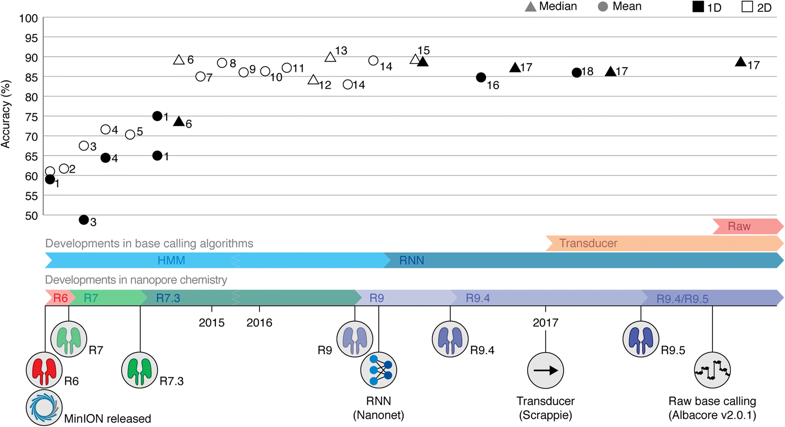 Median Mean 1D 2D
Accuracy (%)
100
95
90
85
80
75
70
65
60
55
50
1
2
3
3
4
4
5
1
1
6
6
7
8
9
10
11
12
13
14
14
15
16
17
18
17
17
Raw
Developments in base calling algorithms
Transducer
HMM
RNN
Developments in nanopore chemistry
R6 R7 R7.3 R9 R9.4 R9.4/R9.5
2015 2016 2017
R7
R9
R9.4
R9.5
R6
R7.3
MinION released
RNN
(Nanonet)
Transducer
(Scrappie)
Raw base calling
(Albacore v2.0.1)